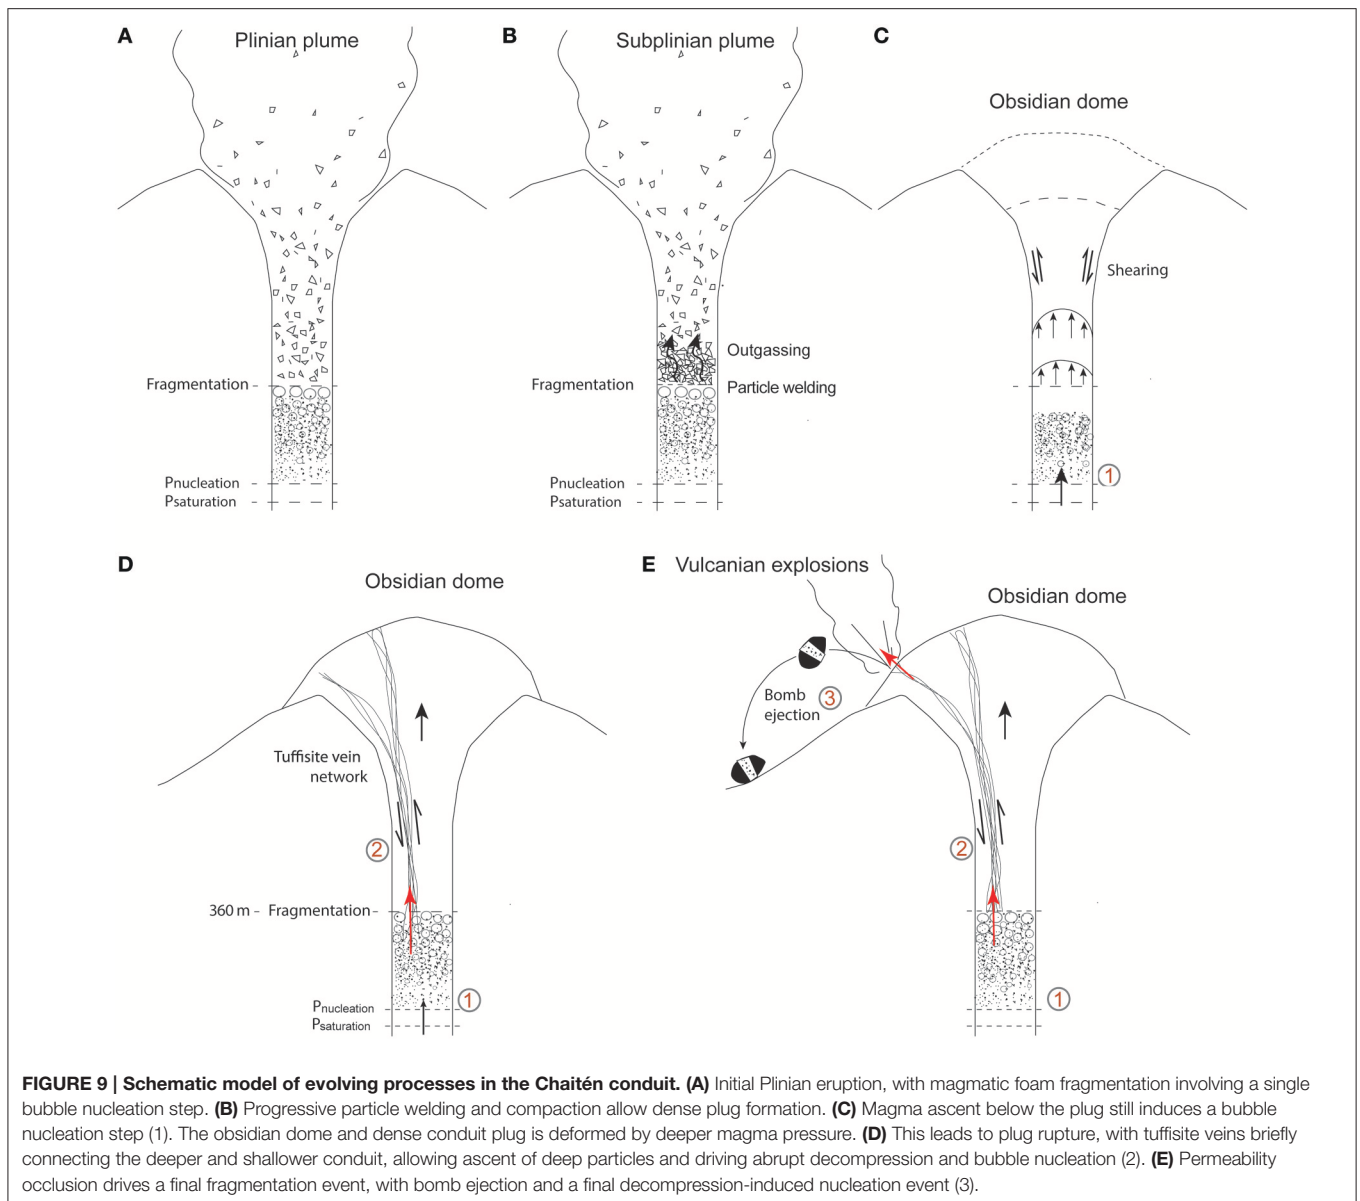 A
Plinian plume
Fragmentation
Pnucleation
Psaturation
B
Subplinian plume
Outgassing
Fragmentation
Particle welding
Pnucleation
Psaturation
C
Obsidian dome
Shearing
1
D
Obsidian dome
Tuffisite vein
network
2
360 m
Fragmentation
1
Pnucleation
Psaturation
E
Vulcanian explosions
Obsidian dome
Bomb
ejection
3
2
1
FIGURE 9 | Schematic model of evolving processes in the Chaitén conduit. (A) Initial Plinian eruption, with magmatic foam fragmentation involving a single
bubble nucleation step. (B) Progressive particle welding and compaction allow dense plug formation. (C) Magma ascent below the plug still induces a bubble
nucleation step (1). The obsidian dome and dense conduit plug is deformed by deeper magma pressure. (D) This leads to plug rupture, with tuffisite veins briefly
connecting the deeper and shallower conduit, allowing ascent of deep particles and driving abrupt decompression and bubble nucleation (2). (E) Permeability
occlusion drives a final fragmentation event, with bomb ejection and a final decompression-induced nucleation event (3).